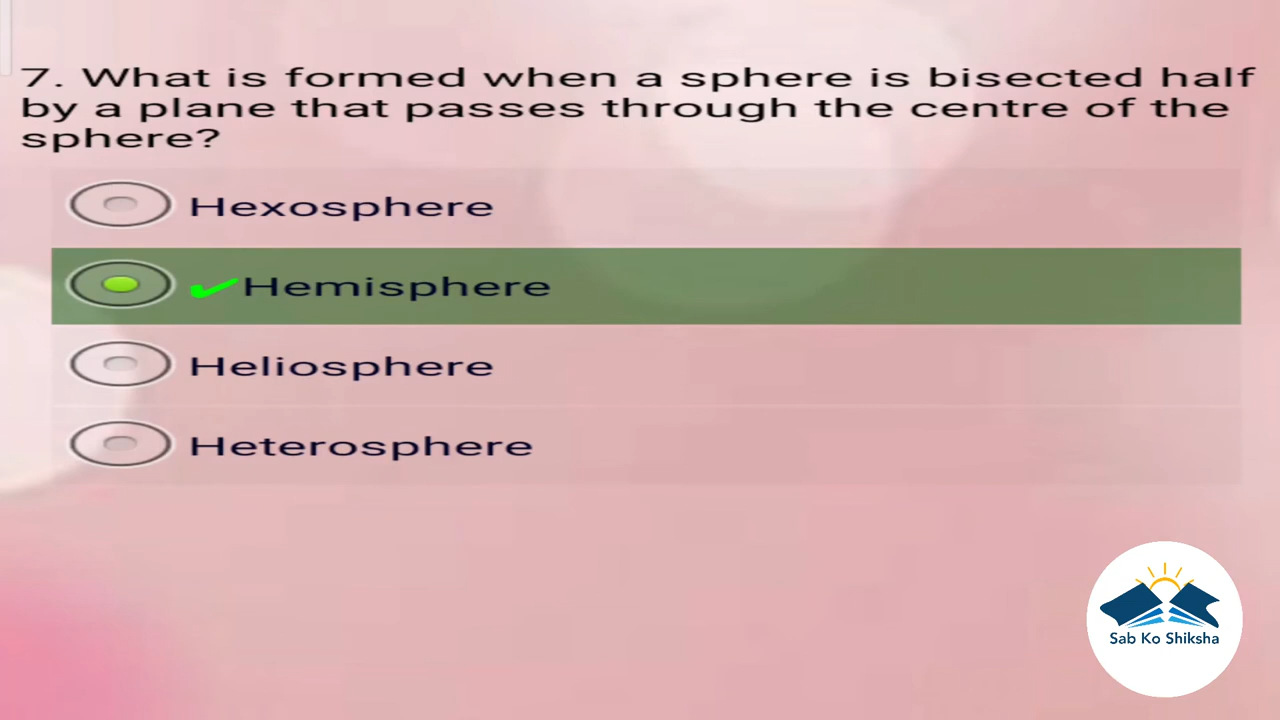 7. What is formed when a sphere is bisected half
by a plane that passes through the centre of the
sphere?
Hexosphere
✔Hemisphere
Heliosphere
Heterosphere
Sab Ko Shiksha